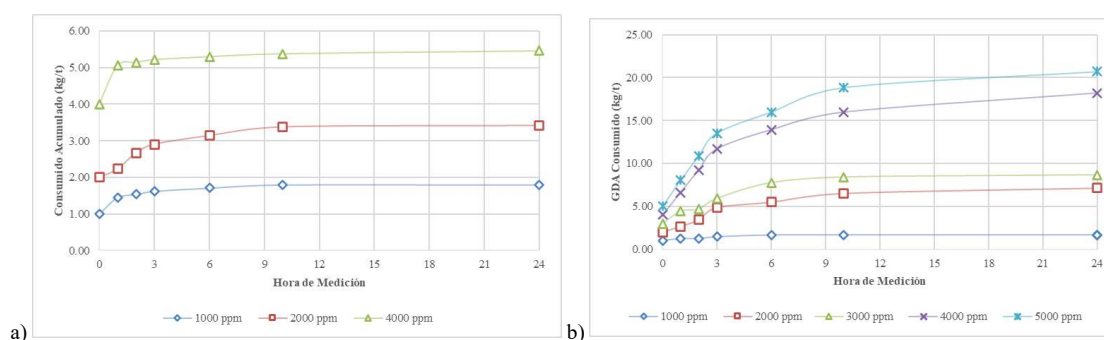 6.00
5.00
4.00
3.00
2.00
1.00
0.00
Consumido Acumulado (kg/t)
0 3 6 9 12 15 18 21 24
Hora de Medición
1000 ppm 2000 ppm 4000 ppm
a)
25.00
20.00
15.00
10.00
5.00
0.00
GDA Consumido (kg/t)
0 3 6 9 12 15 18 21 24
Hora de Medición
1000 ppm 2000 ppm 3000 ppm 4000 ppm 5000 ppm
b)